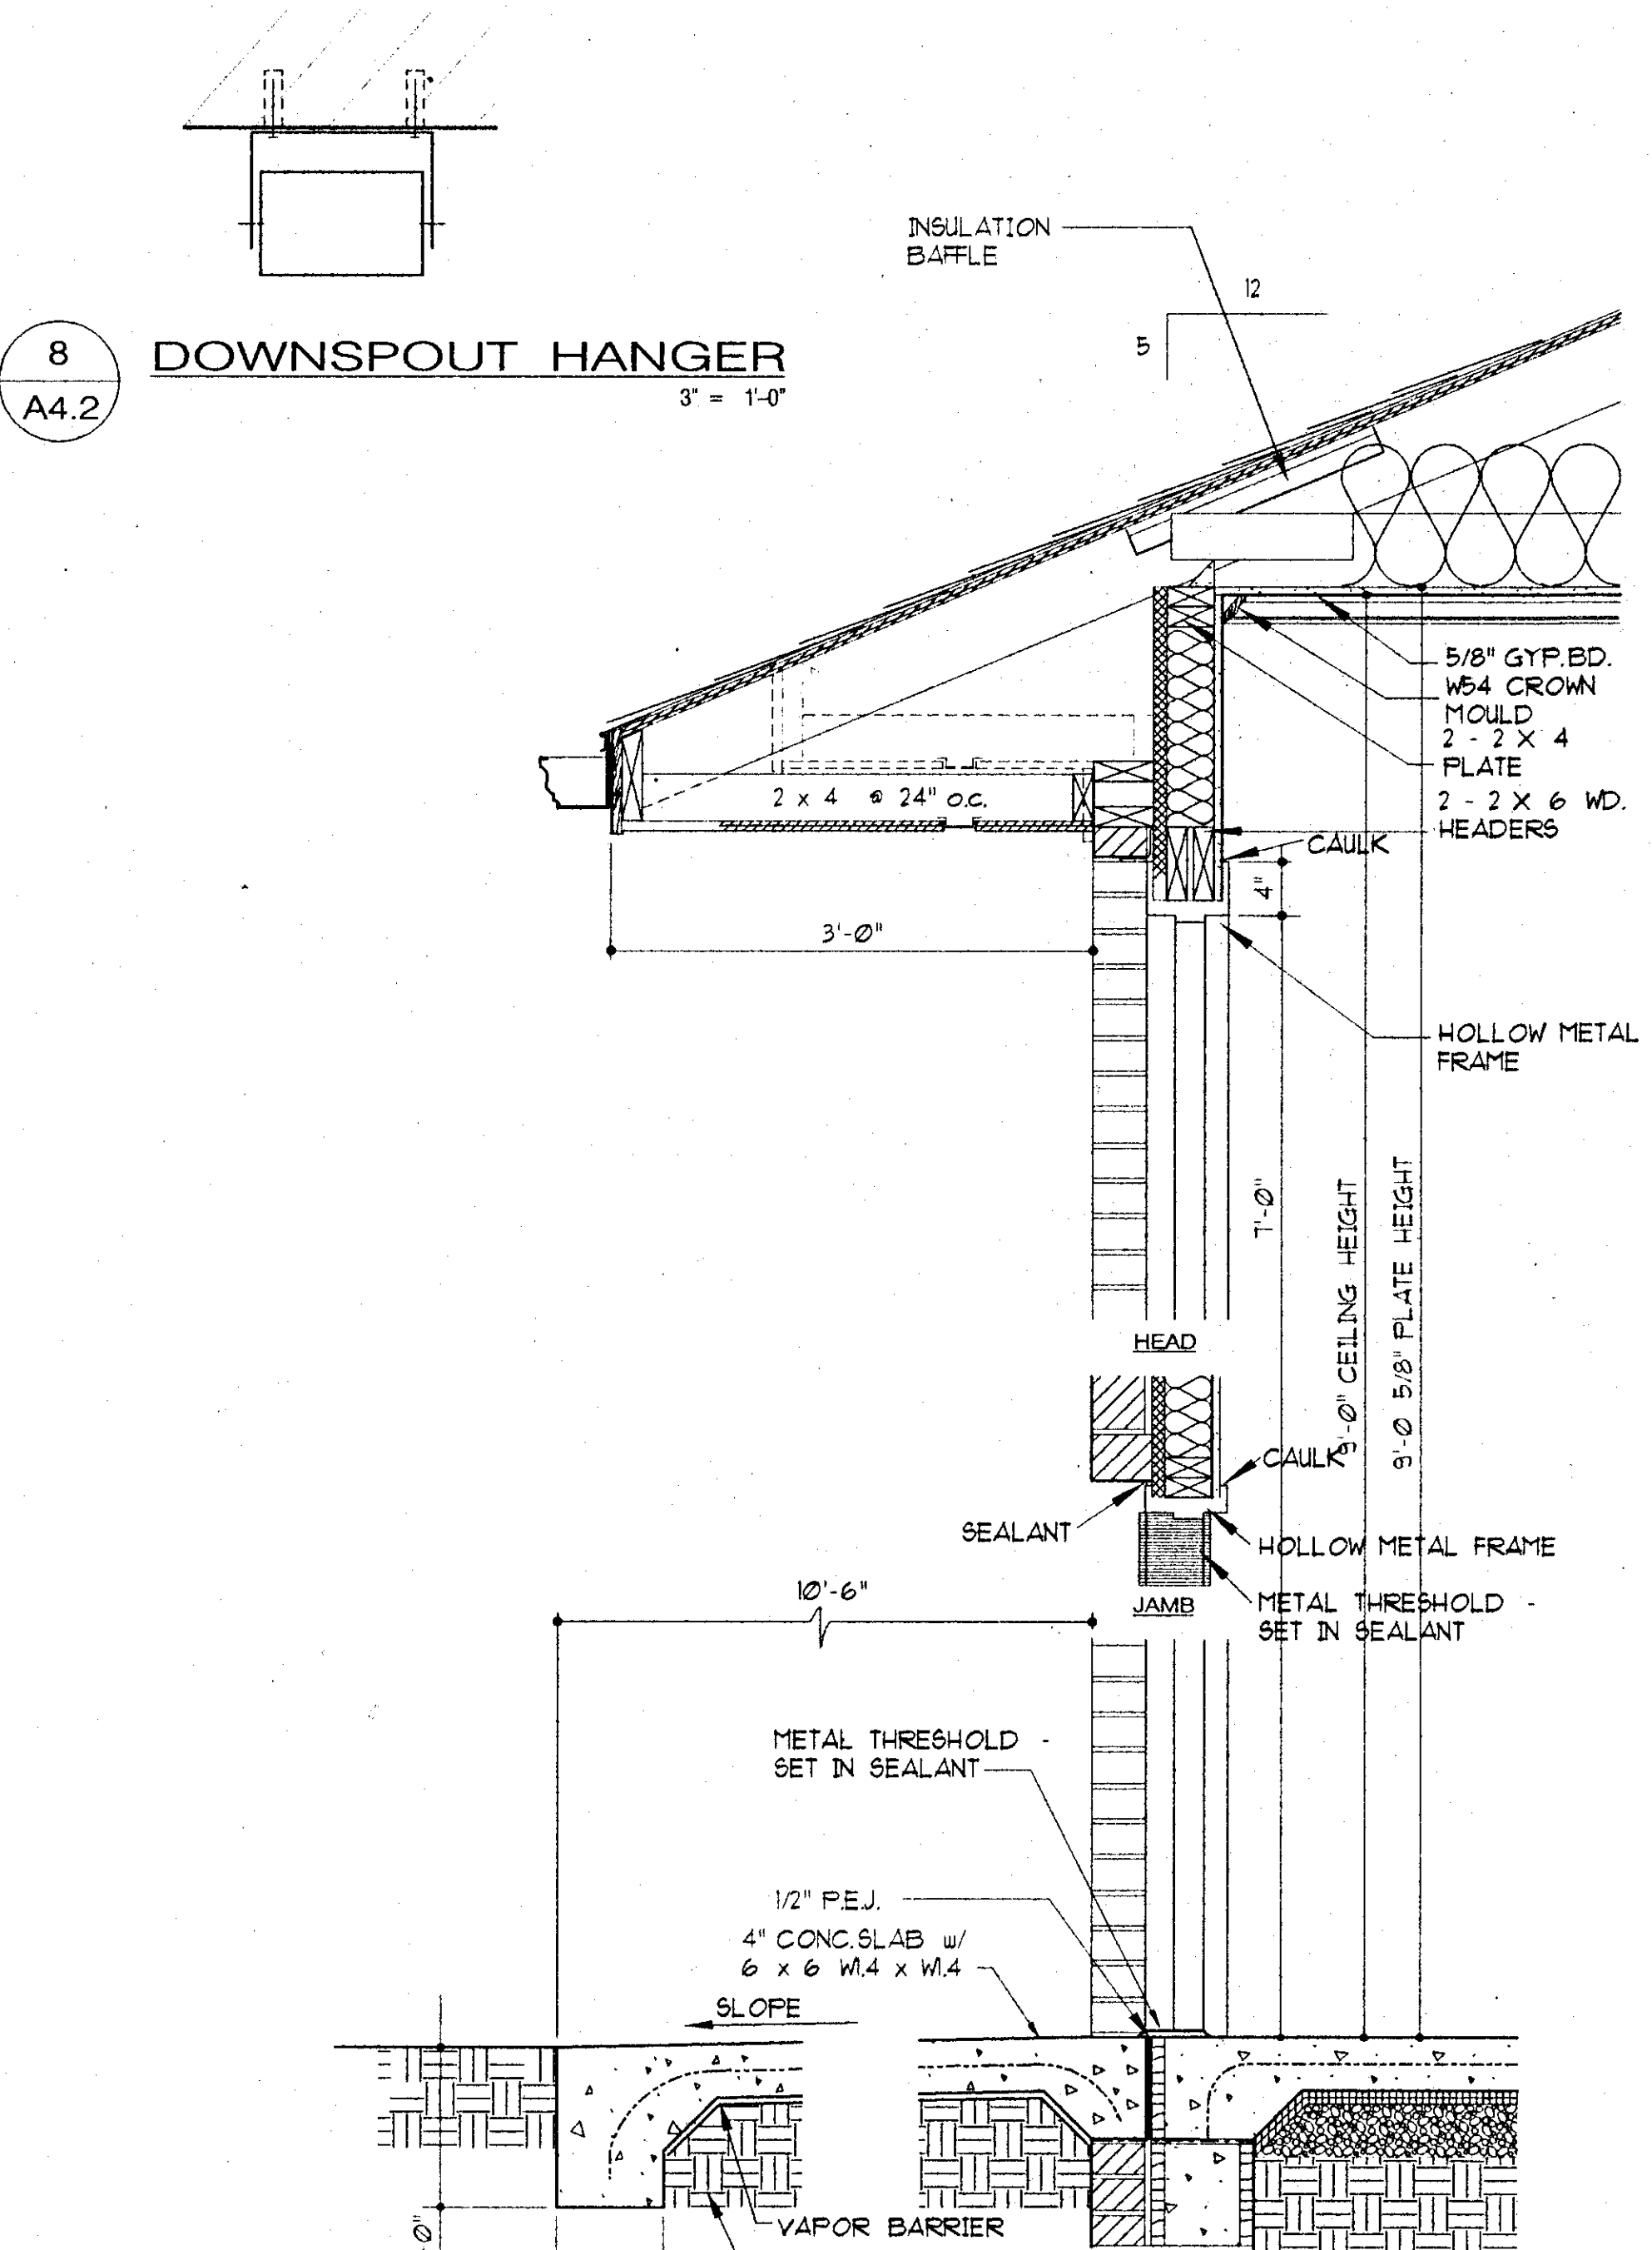 8
A4.2
DOWNSPOUT HANGER
3" = 1'-0"
INSULATION
BAFFLE
12
5
5/8" GYP.BD.
W54 CROWN
MOULD
2 - 2 X 4
PLATE
2 - 2 X 6 WD.
HEADERS
2 x 4 @ 24" O.C.
CAULK
4"
3'-0"
HOLLOW METAL
FRAME
7'-0"
9'-0" CEILING HEIGHT
9'-0 5/8" PLATE HEIGHT
HEAD
CAULK
SEALANT
HOLLOW METAL FRAME
METAL THRESHOLD -
SET IN SEALANT
JAMB
10'-6"
METAL THRESHOLD -
SET IN SEALANT
1/2" P.E.J.
4" CONC.SLAB w/
6 x 6 W1.4 x W1.4
SLOPE
VAPOR BARRIER